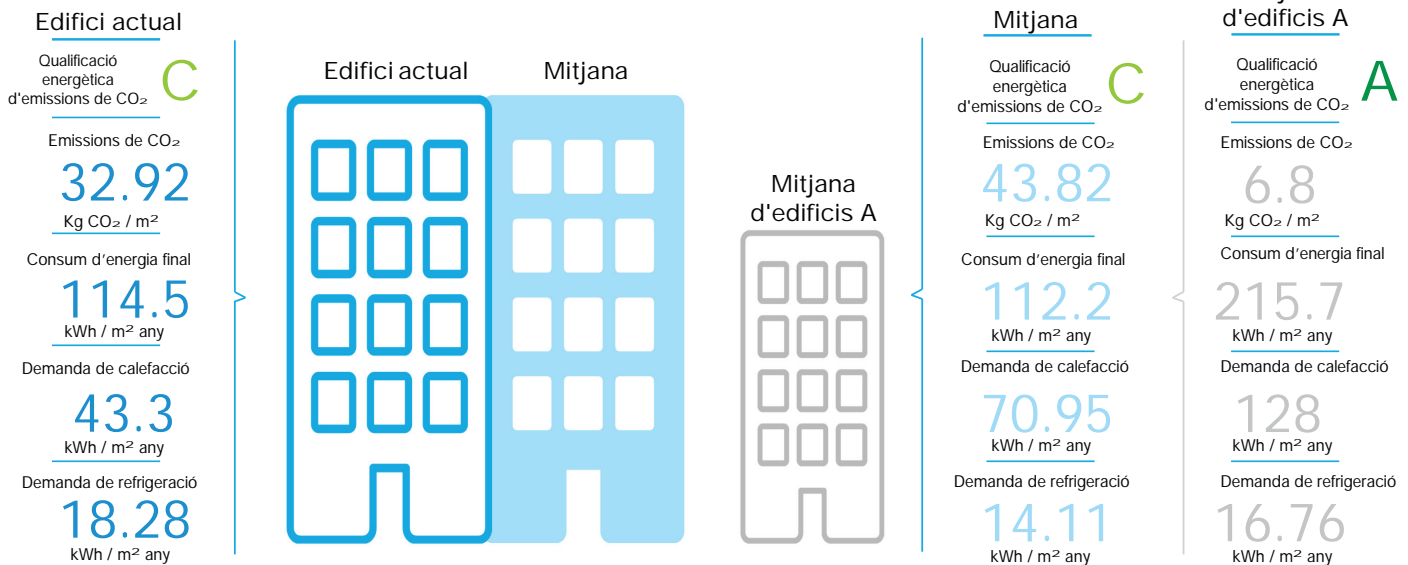 Edifici actual
Qualificació
energètica
d'emissions de CO₂
C
Emissions de CO₂
32.92
Kg CO₂ / m²
Consum d'energia final
114.5
kWh / m² any
Demanda de calefacció
43.3
kWh / m² any
Demanda de refrigeració
18.28
kWh / m² any
Edifici actual
Mitjana
Mitjana
d'edificis A
Mitjana
Qualificació
energètica
d'emissions de CO₂
C
Emissions de CO₂
43.82
Kg CO₂ / m²
Consum d'energia final
112.2
kWh / m² any
Demanda de calefacció
70.95
kWh / m² any
Demanda de refrigeració
14.11
kWh / m² any
d'edificis A
Qualificació
energètica
d'emissions de CO₂
A
Emissions de CO₂
6.8
Kg CO₂ / m²
Consum d'energia final
215.7
kWh / m² any
Demanda de calefacció
128
kWh / m² any
Demanda de refrigeració
16.76
kWh / m² any